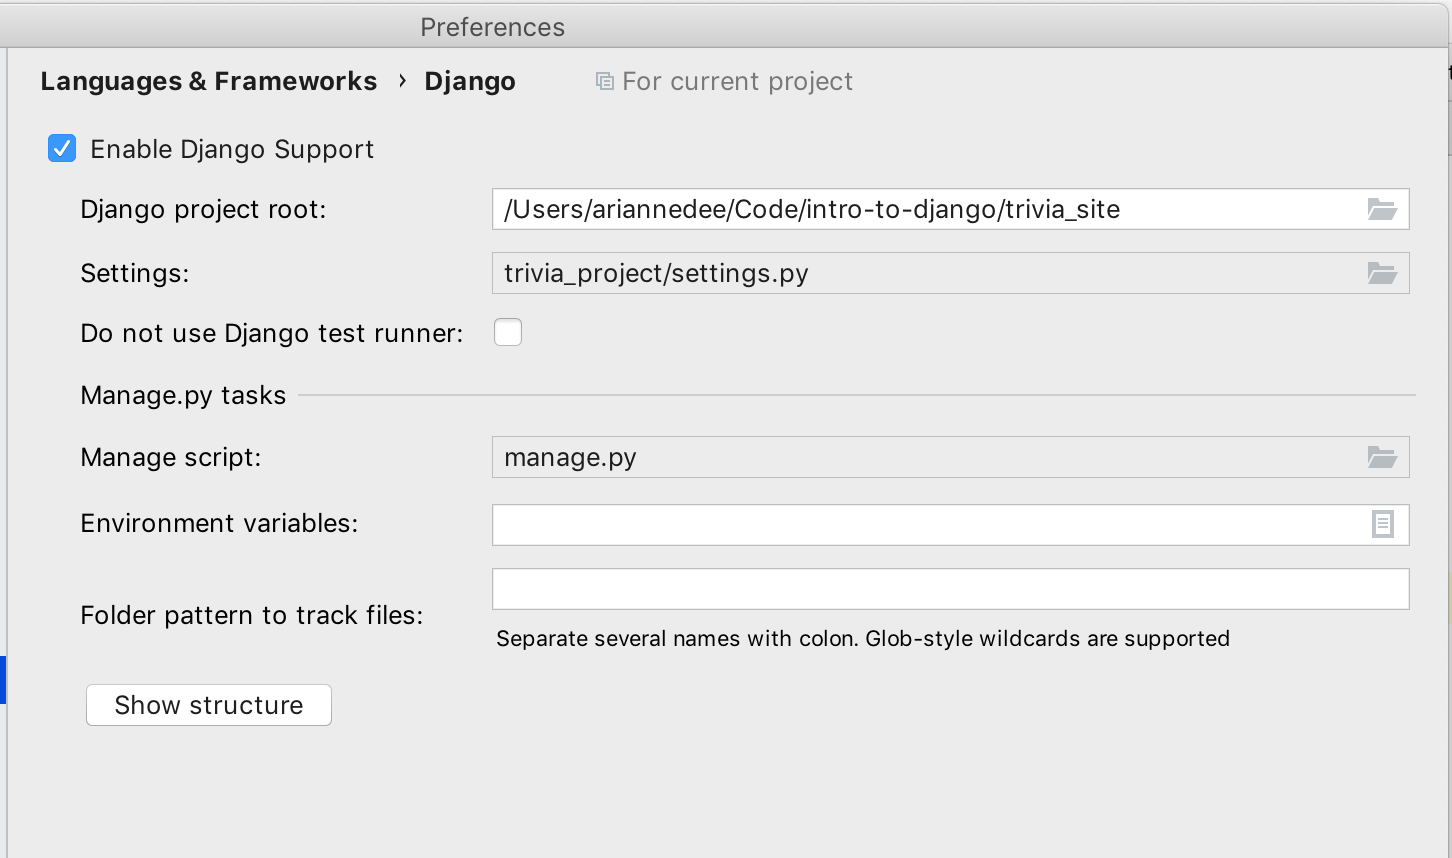 Preferences
Languages & Frameworks › Django For current project
Enable Django Support
Django project root: /Users/ariannedee/Code/intro-to-django/trivia_site
Settings: trivia_project/settings.py
Do not use Django test runner:
Manage.py tasks
Manage script: manage.py
Environment variables:
Folder pattern to track files:
Separate several names with colon. Glob-style wildcards are supported
Show structure